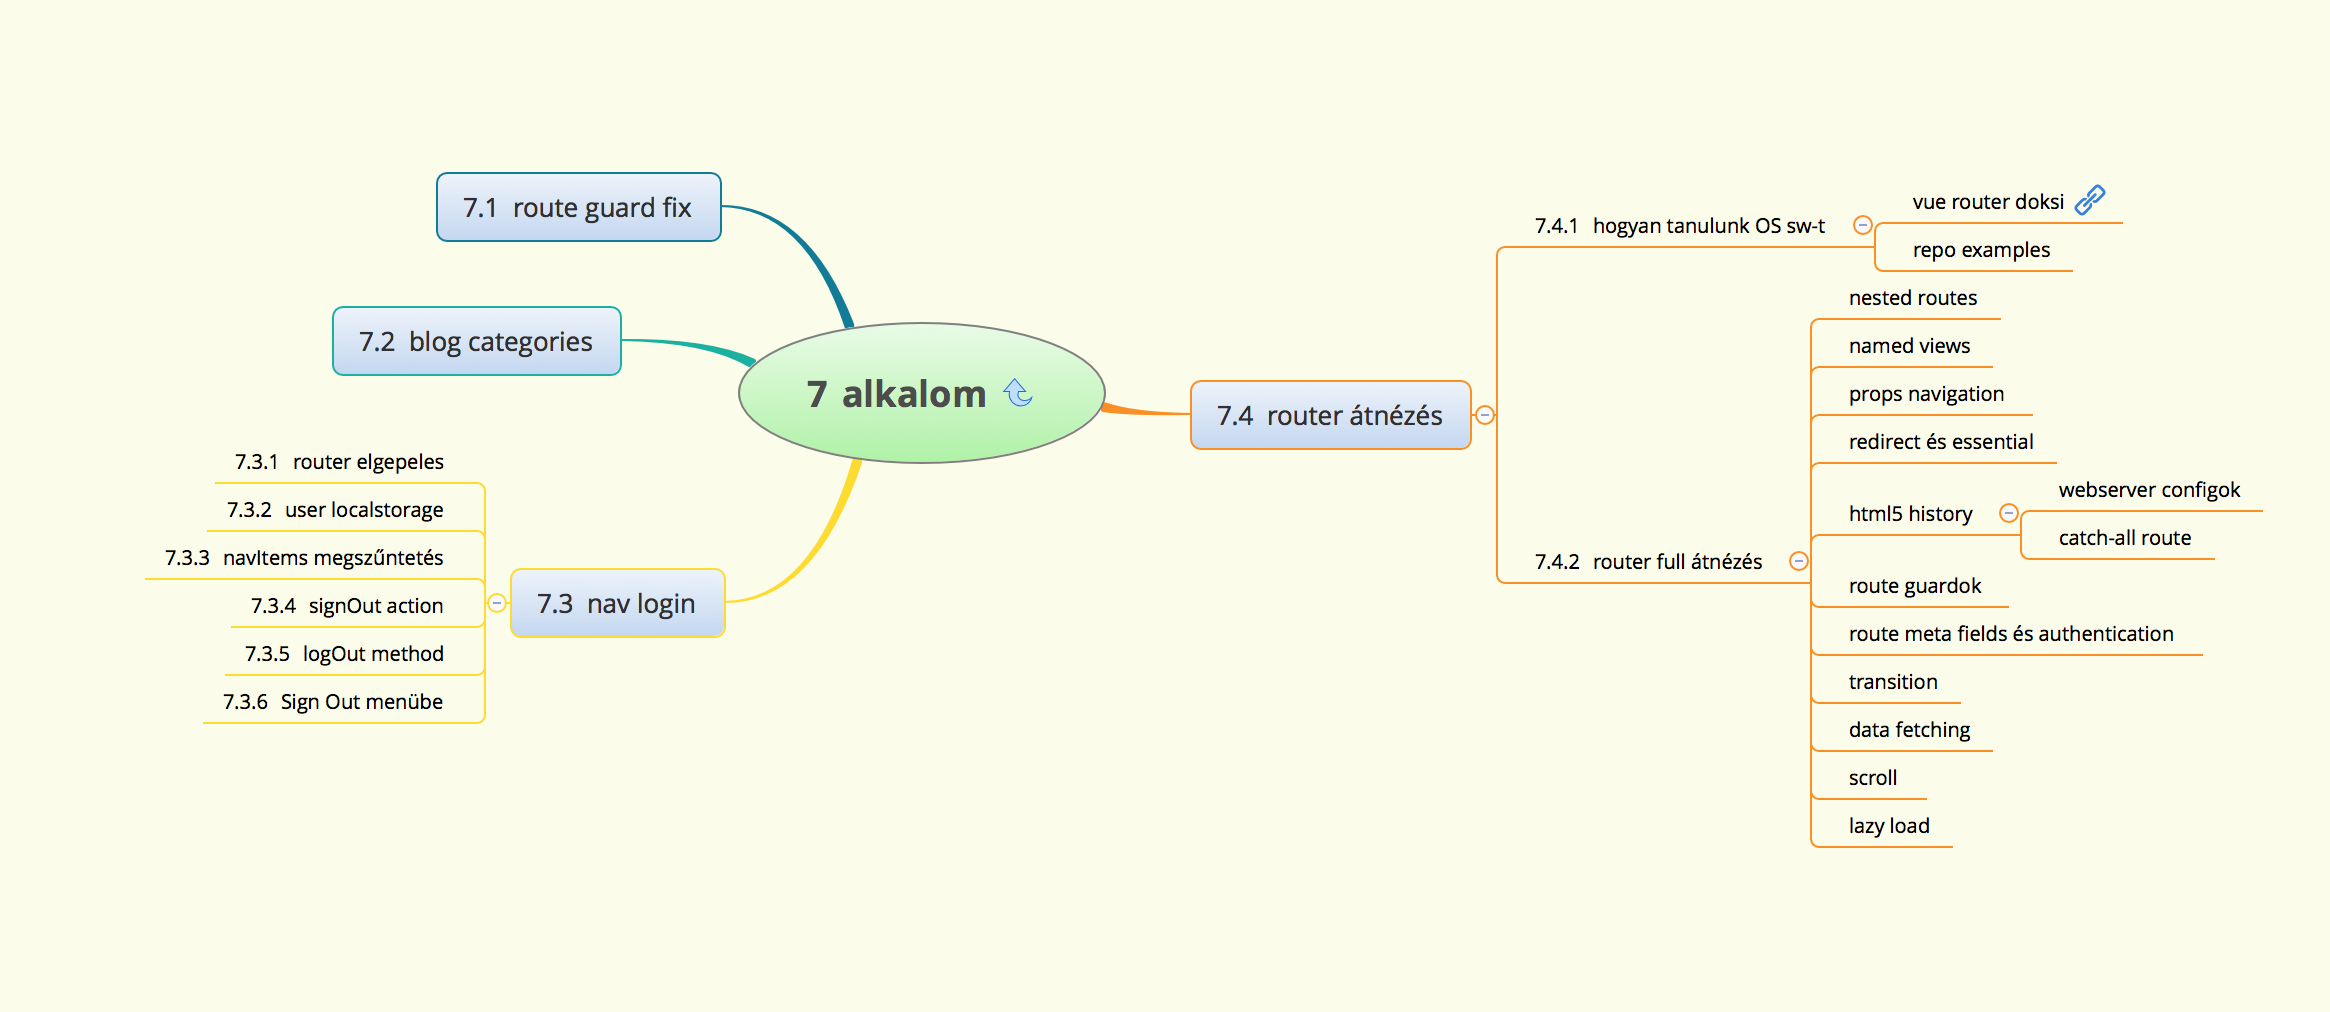 7 alkalom
7.1 route guard fix
7.2 blog categories
7.3 nav login
7.3.1 router elgepeles
7.3.2 user localstorage
7.3.3 navItems megszűntetés
7.3.4 signOut action
7.3.5 logOut method
7.3.6 Sign Out menübe
7.4 router átnézés
7.4.1 hogyan tanulunk OS sw-t
vue router doksi
repo examples
7.4.2 router full átnézés
nested routes
named views
props navigation
redirect és essential
html5 history
webserver configok
catch-all route
route guardok
route meta fields és authentication
transition
data fetching
scroll
lazy load